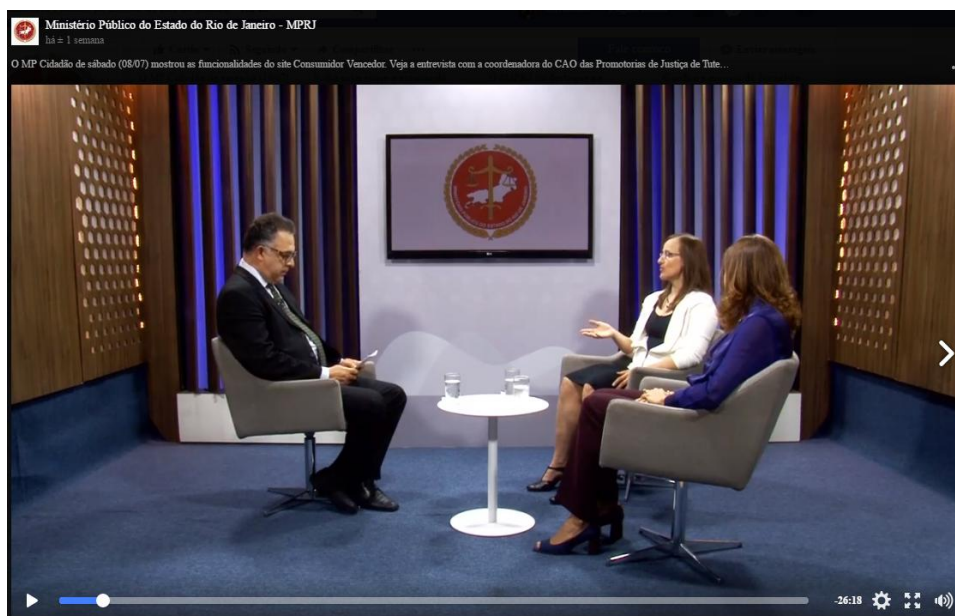 Ministério Público do Estado do Rio de Janeiro - MPRJ
há ± 1 semana
O MP Cidadão de sábado (08/07) mostrou as funcionalidades do site Consumidor Vencedor. Veja a entrevista com a coordenadora do CAO das Promotorias de Justiça de Tute…
-26:18